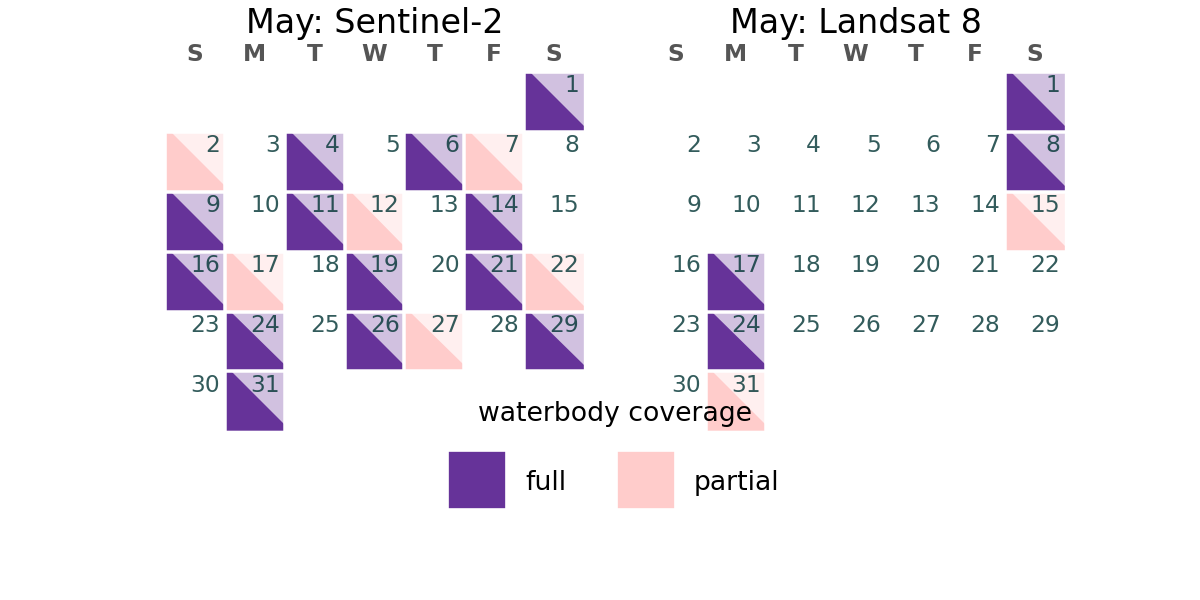 May: Sentinel-2
S M T W T F S
1
2 3 4 5 6 7 8
9 10 11 12 13 14 15
16 17 18 19 20 21 22
23 24 25 26 27 28 29
30 31
May: Landsat 8
S M T W T F S
1
2 3 4 5 6 7 8
9 10 11 12 13 14 15
16 17 18 19 20 21 22
23 24 25 26 27 28 29
30 31
waterbody coverage
full
partial